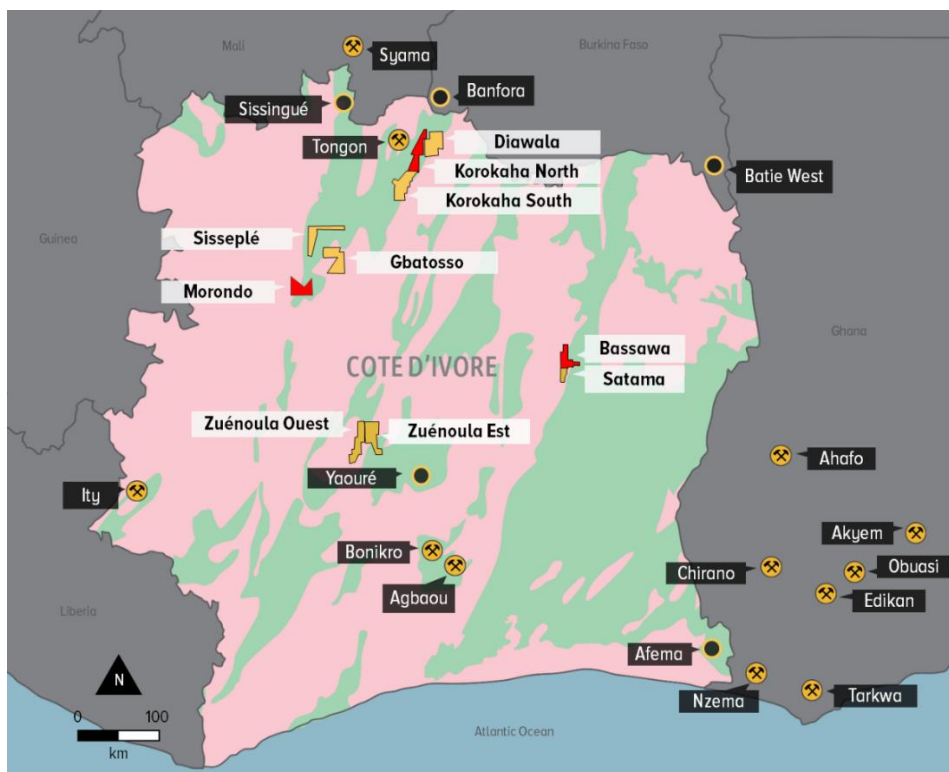 Mali
Syama
Burkina Faso
Sissingué
Banfora
Tongon
Diawala
Korokaha North
Batie West
Korokaha South
Guinea
Sisseplé
Gbatosso
Morondo
Ghana
Bassawa
COTE D'IVORE
Satama
Zuénoula Ouest
Zuénoula Est
Ahafo
Yaouré
Ity
Akyem
Bonikro
Chirano
Obuasi
Agbaou
Edikan
Liberia
Afema
N
Nzema
Tarkwa
0 100
km
Atlantic Ocean